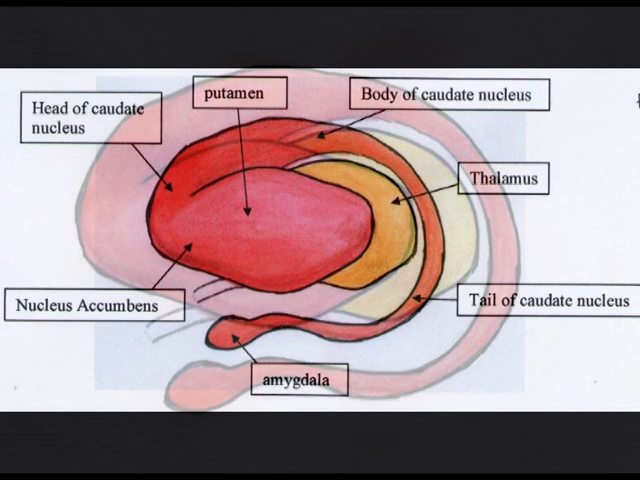 putamen
Body of caudate nucleus
Head of caudate
nucleus
Thalamus
Nucleus Accumbens
Tail of caudate nucleus
amygdala